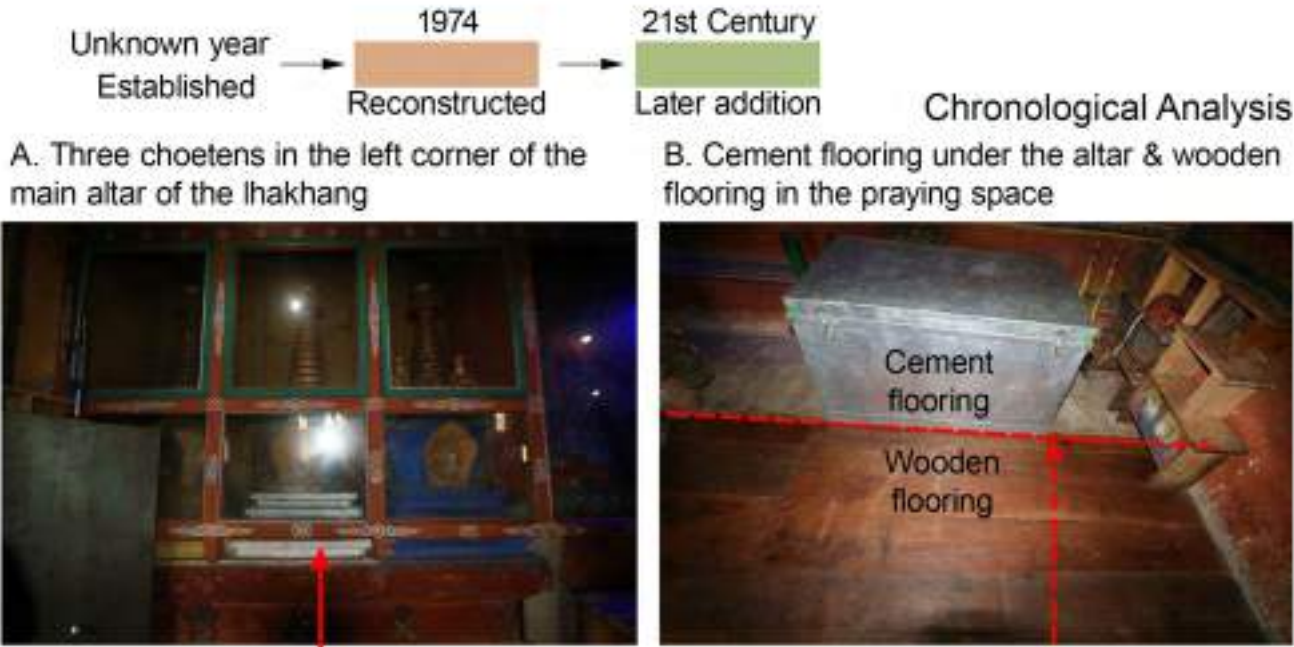 Unknown year
Established
1974
Reconstructed
21st Century
Later addition
Chronological Analysis
A. Three choetens in the left corner of the
main altar of the lhakhang
B. Cement flooring under the altar & wooden
flooring in the praying space
Cement
flooring
Wooden
flooring